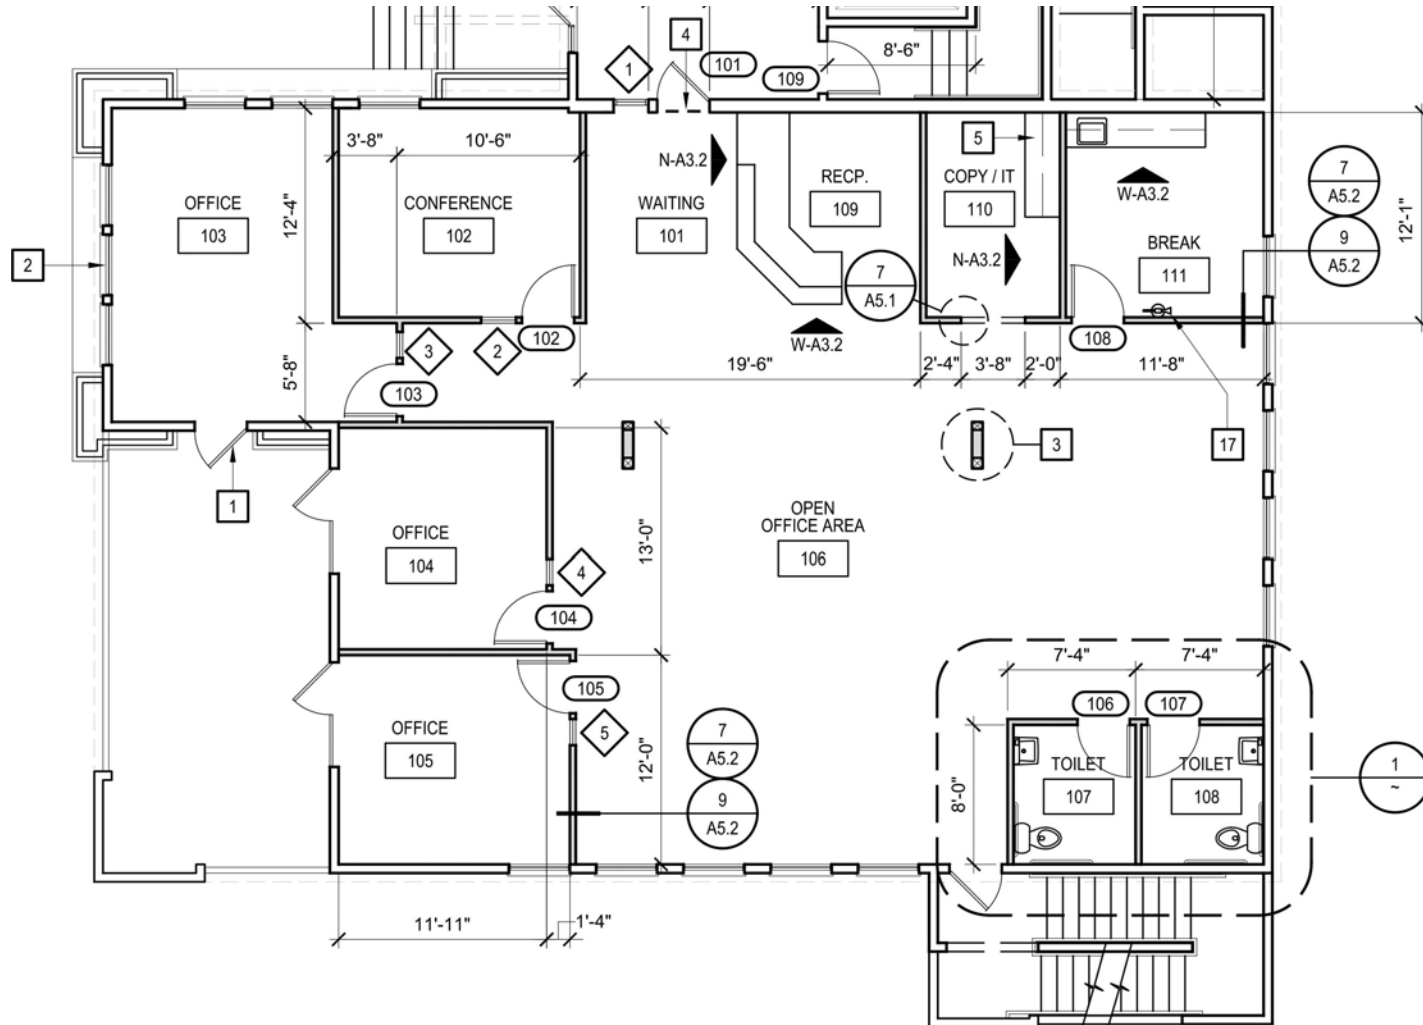 4
8'-6"
1
101
109
5
3'-8"
10'-6"
N-A3.2
7
A5.2
OFFICE
103
12'-4"
CONFERENCE
102
WAITING
101
RECP.
109
COPY / IT
110
W-A3.2
12'-1"
2
9
A5.2
7
A5.1
N-A3.2
BREAK
111
3
2
102
W-A3.2
108
5'-8"
103
19'-6"
2'-4"
3'-8"
2'-0"
11'-8"
3
17
1
OFFICE
104
13'-0"
OPEN
OFFICE AREA
106
4
104
7'-4"
7'-4"
105
106
107
OFFICE
105
5
7
A5.2
12'-0"
8'-0"
TOILET
107
TOILET
108
1
~
9
A5.2
11'-11"
1'-4"